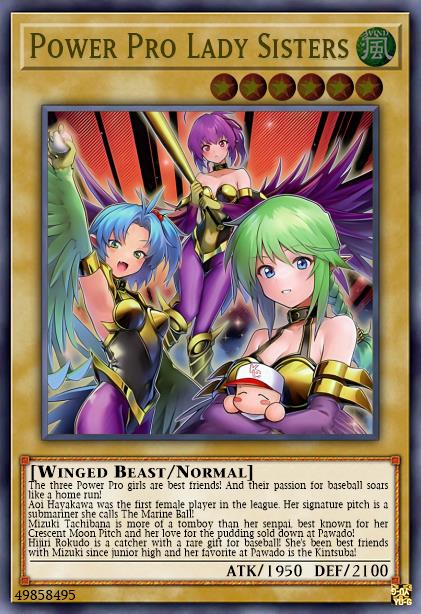 Power Pro Lady Sisters
WIND
風
[Winged Beast/Normal]
The three Power Pro girls are best friends! And their passion for baseball soars
like a home run!
Aoi Hayakawa was the first female player in the league. Her signature pitch is a
submariner she calls The Marine Ball!
Mizuki Tachibana is more of a tomboy than her senpai, best known for her
Crescent Moon Pitch and her love for the pudding sold down at Pawado!
Hijiri Rokudo is a catcher with a rare gift for baseball! She's been best friends
with Mizuki since junior high and her favorite at Pawado is the Kintsuba!
ATK/1950 DEF/2100
49858495